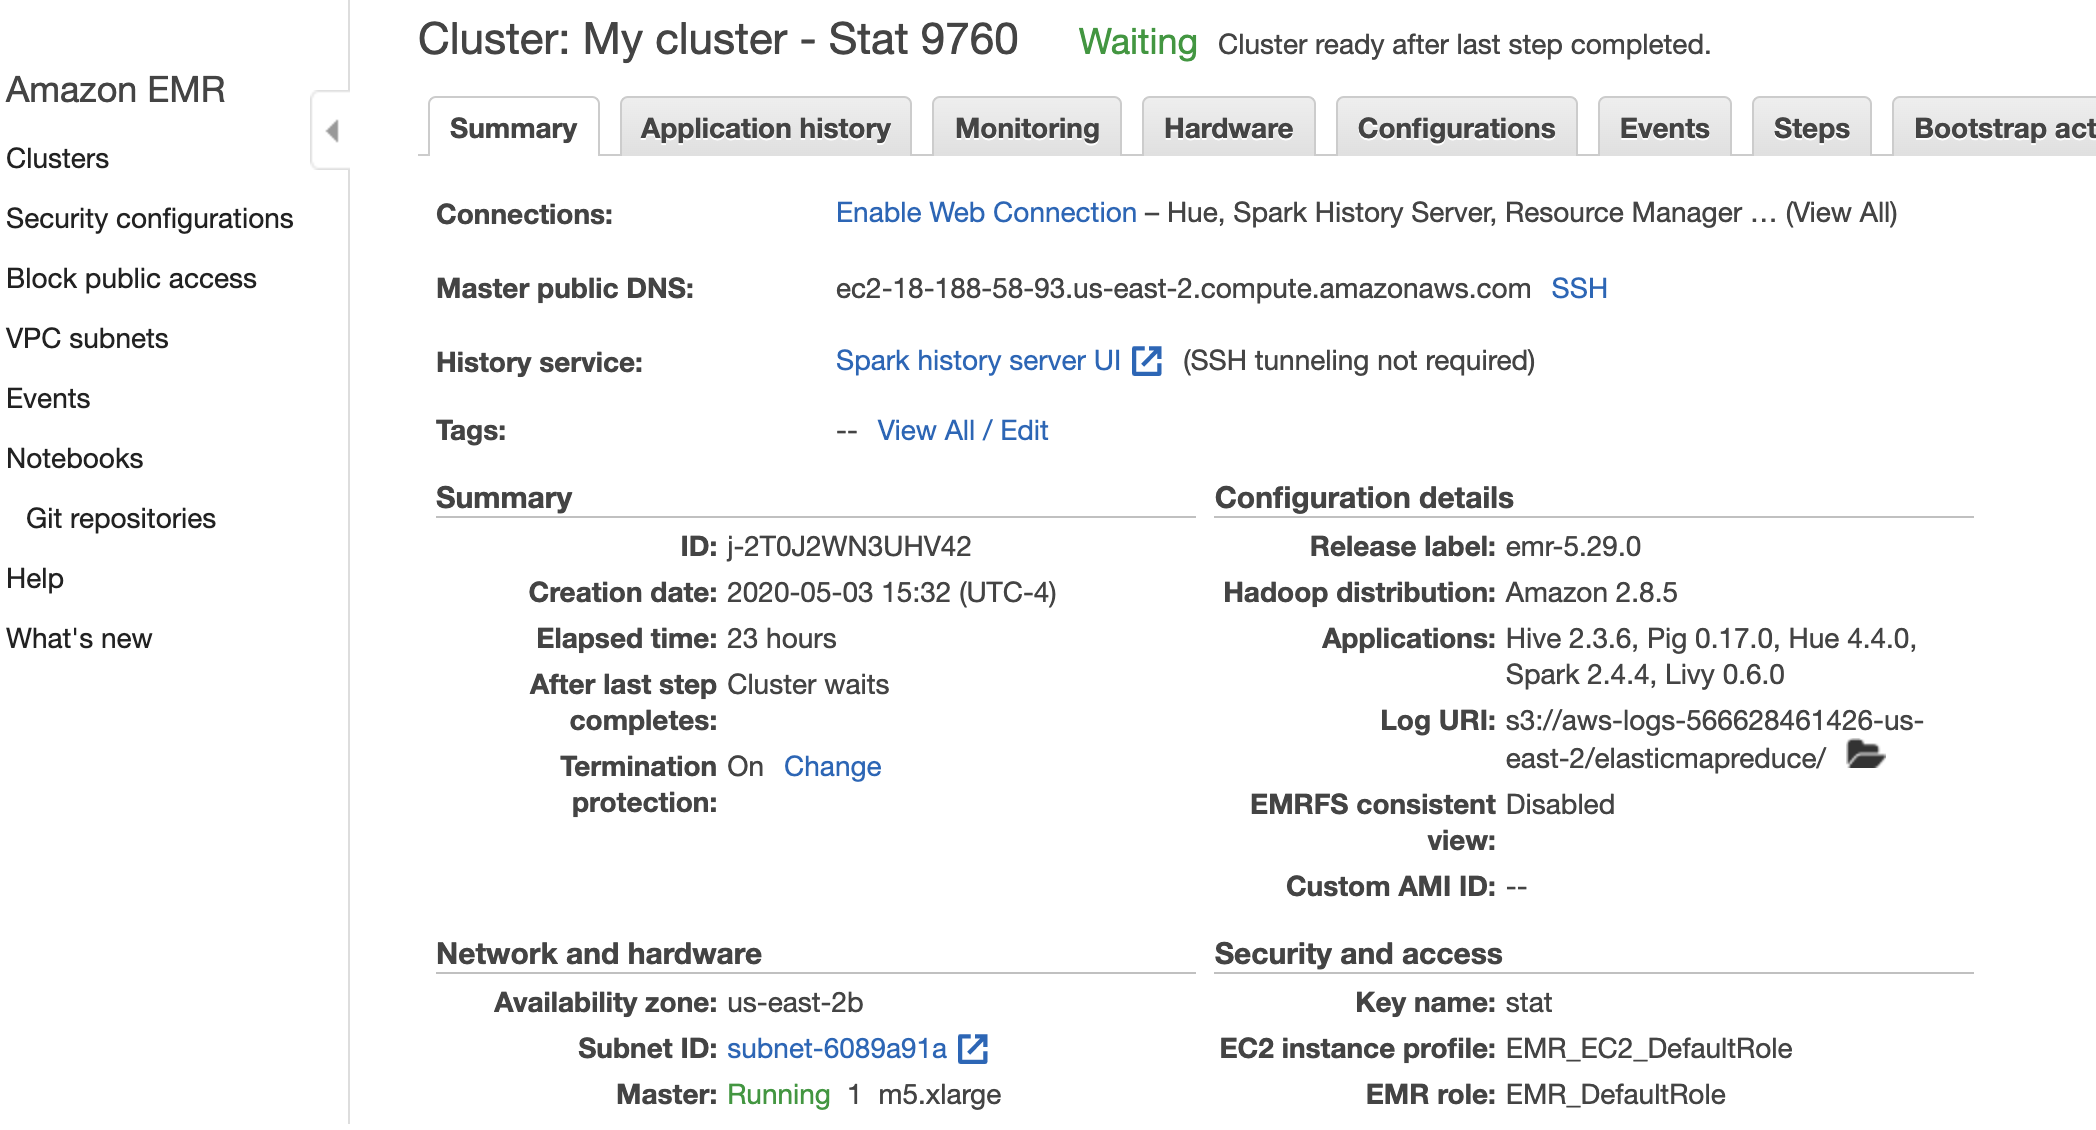 Amazon EMR
Clusters
Security configurations
Block public access
VPC subnets
Events
Notebooks
Git repositories
Help
What's new
Cluster: My cluster - Stat 9760 Waiting Cluster ready after last step completed.
Summary Application history Monitoring Hardware Configurations Events Steps Bootstrap act
Connections: Enable Web Connection – Hue, Spark History Server, Resource Manager … (View All)
Master public DNS: ec2-18-188-58-93.us-east-2.compute.amazonaws.com SSH
History service: Spark history server UI (SSH tunneling not required)
Tags: -- View All / Edit
Summary
ID: j-2T0J2WN3UHV42
Creation date: 2020-05-03 15:32 (UTC-4)
Elapsed time: 23 hours
After last step Cluster waits
completes:
Termination On Change
protection:
Configuration details
Release label: emr-5.29.0
Hadoop distribution: Amazon 2.8.5
Applications: Hive 2.3.6, Pig 0.17.0, Hue 4.4.0,
Spark 2.4.4, Livy 0.6.0
Log URI: s3://aws-logs-566628461426-us-
east-2/elasticmapreduce/
EMRFS consistent Disabled
view:
Custom AMI ID: --
Network and hardware
Availability zone: us-east-2b
Subnet ID: subnet-6089a91a
Master: Running 1 m5.xlarge
Security and access
Key name: stat
EC2 instance profile: EMR_EC2_DefaultRole
EMR role: EMR_DefaultRole